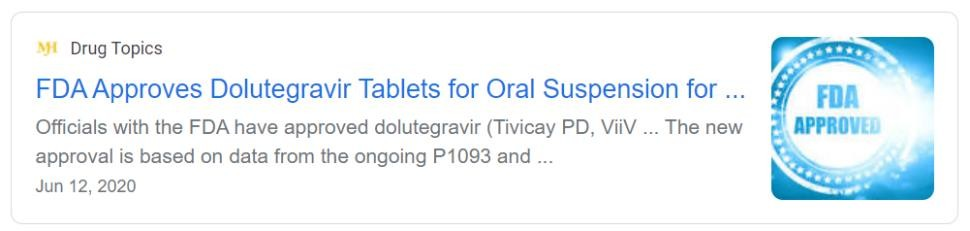 MH Drug Topics
FDA Approves Dolutegravir Tablets for Oral Suspension for ...
Officials with the FDA have approved dolutegravir (Tivicay PD, ViiV ... The new
approval is based on data from the ongoing P1093 and ...
Jun 12, 2020
FDA
APPROVED